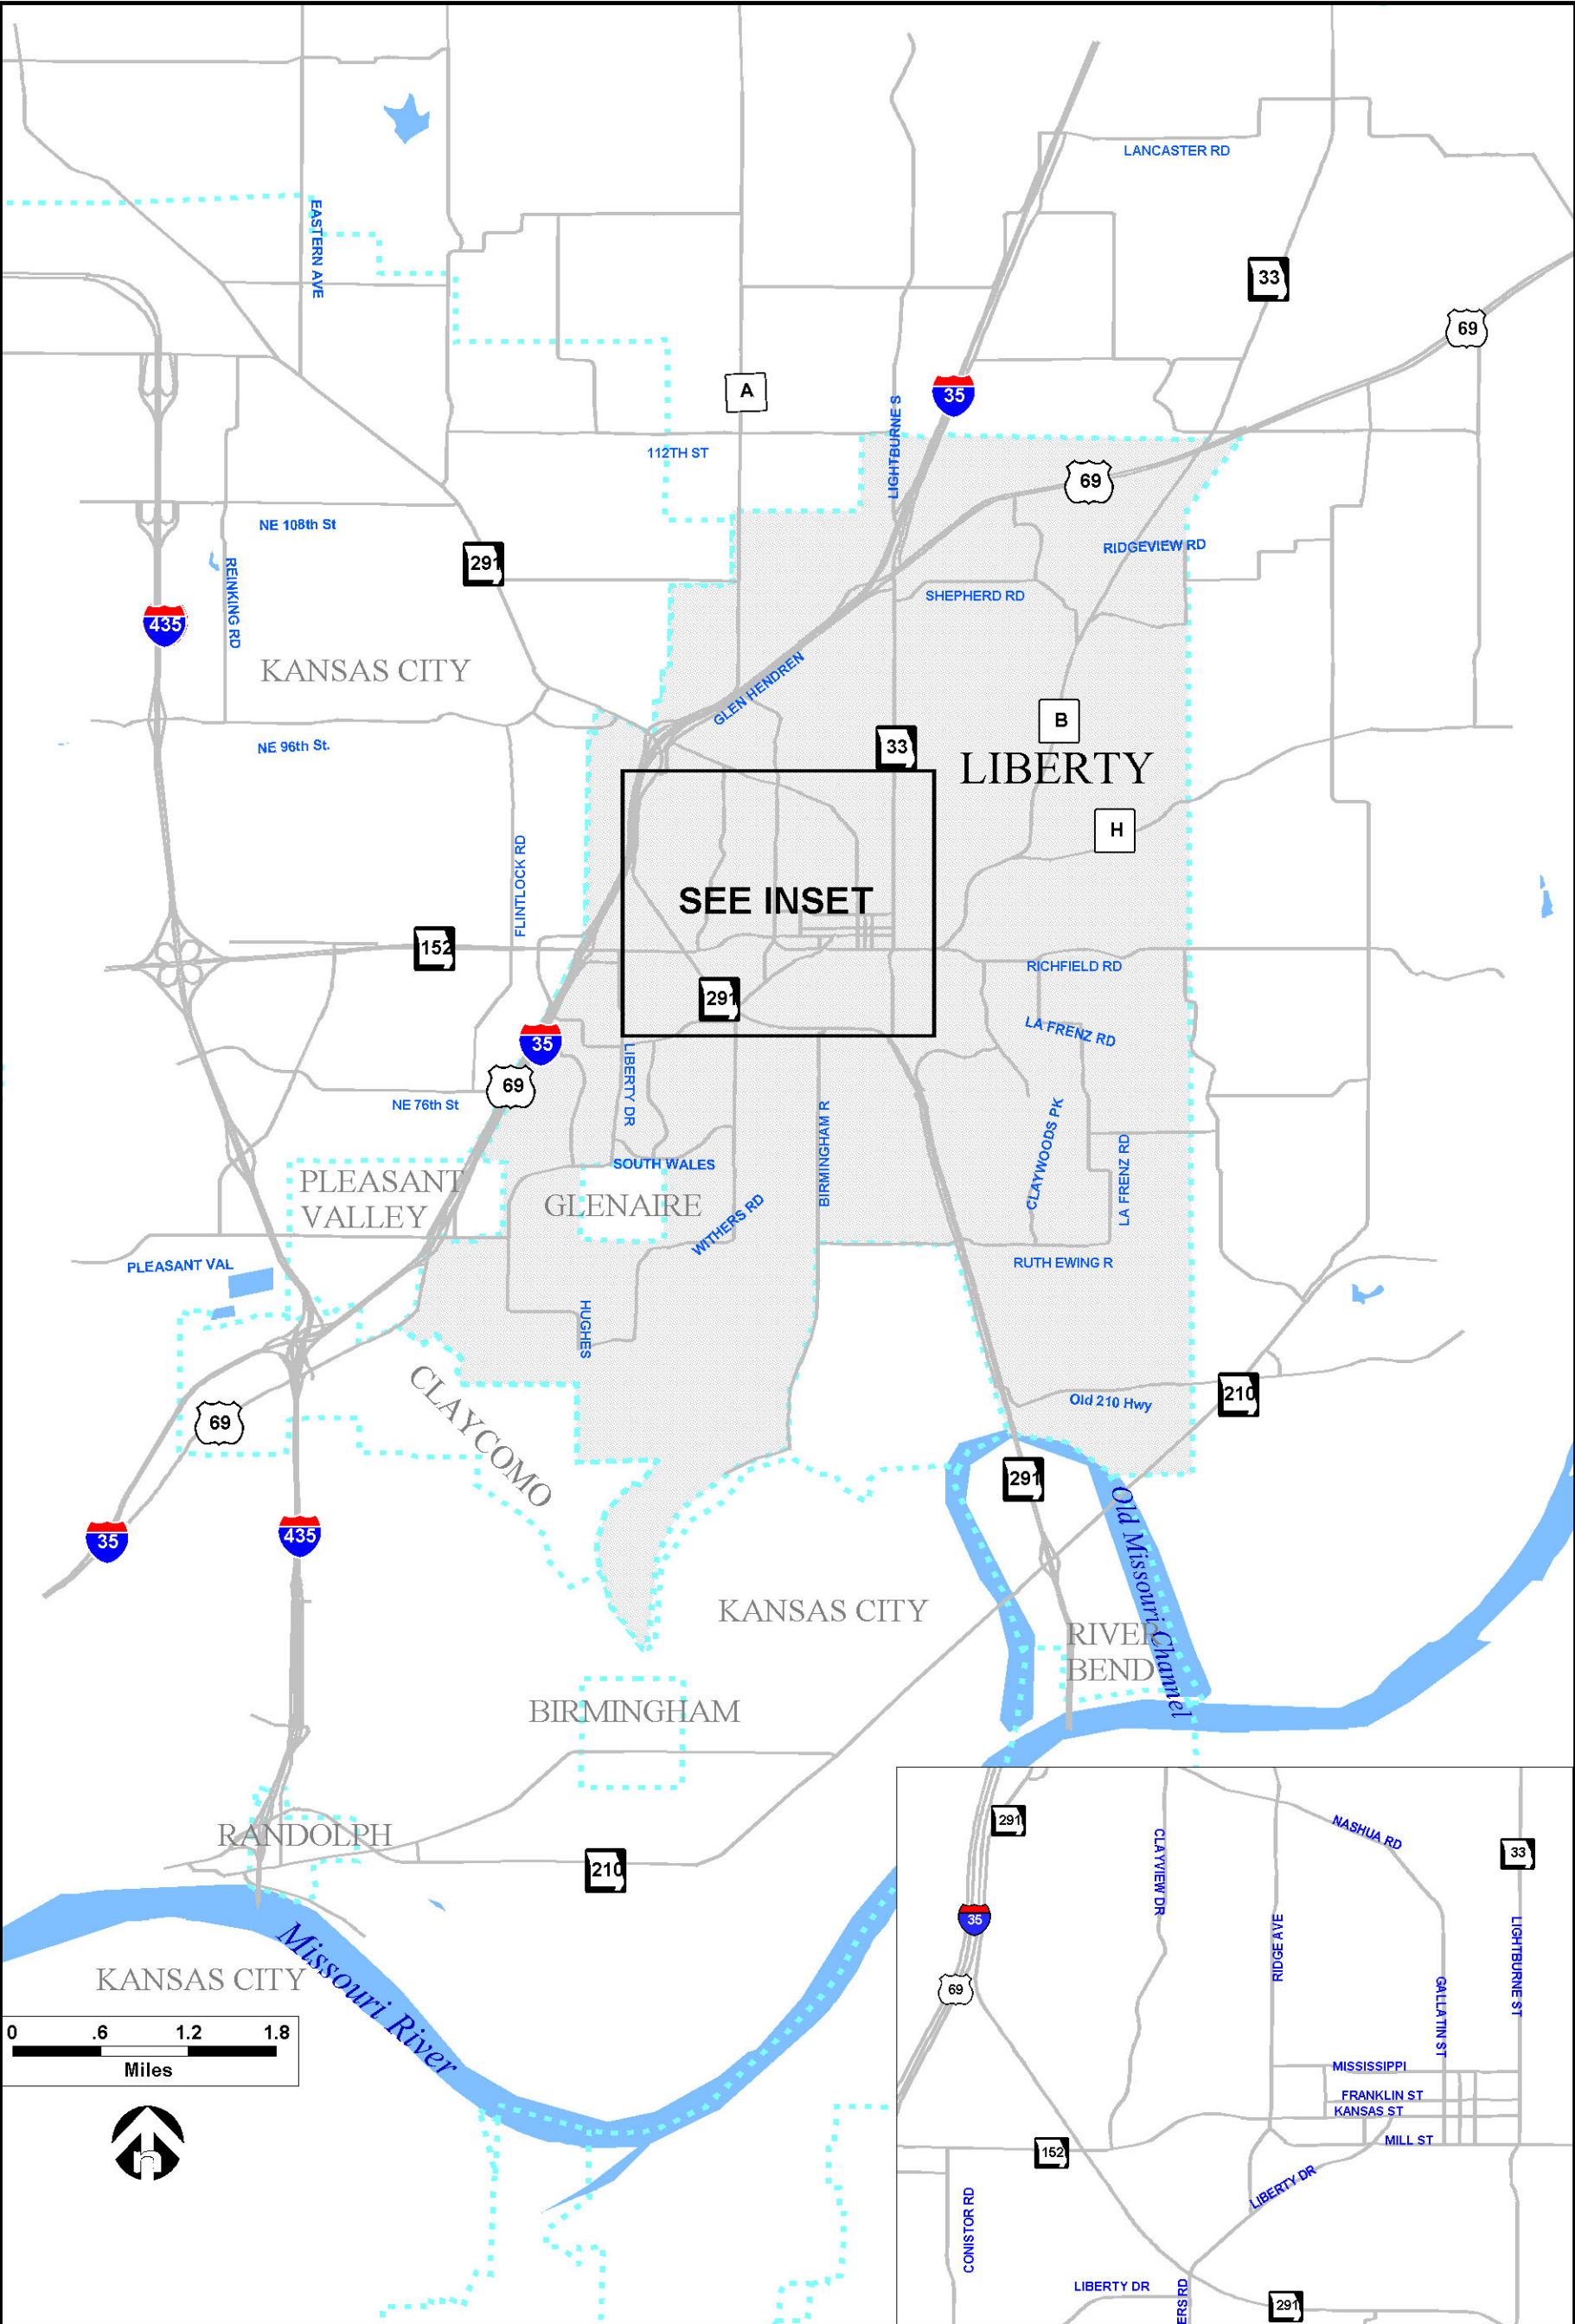 LANCASTER RD
EASTERN AVE
33
69
A
35
LIGHTBURNE S
112TH ST
69
NE 108th St
RIDGEVIEW RD
291
REINKING RD
SHEPHERD RD
435
KANSAS CITY
GLEN HENDREN
B
NE 96th St.
33
LIBERTY
H
FLINTLOCK RD
SEE INSET
152
RICHFIELD RD
291
LA FRENZ RD
35
LIBERTY DR
69
NE 76th St
BIRMINGHAM R
CLAYWOODS PK
LA FRENZ RD
SOUTH WALES
PLEASANT
VALLEY
GLENAIRE
WITHERS RD
PLEASANT VAL
RUTH EWING R
HUGHES
CLAYCOMO
210
Old 210 Hwy
69
291
Old Missouri Channel
35
435
KANSAS CITY
RIVER
BEND
BIRMINGHAM
RANDOLPH
210
Missouri River
KANSAS CITY
0 .6 1.2 1.8
Miles
n
291
NASHUA RD
CLAYVIEW DR
33
35
RIDGE AVE
LIGHTBURNE ST
69
GALLATIN ST
MISSISSIPPI
FRANKLIN ST
KANSAS ST
MILL ST
152
LIBERTY DR
CONISTOR RD
LIBERTY DR
ERS RD
291